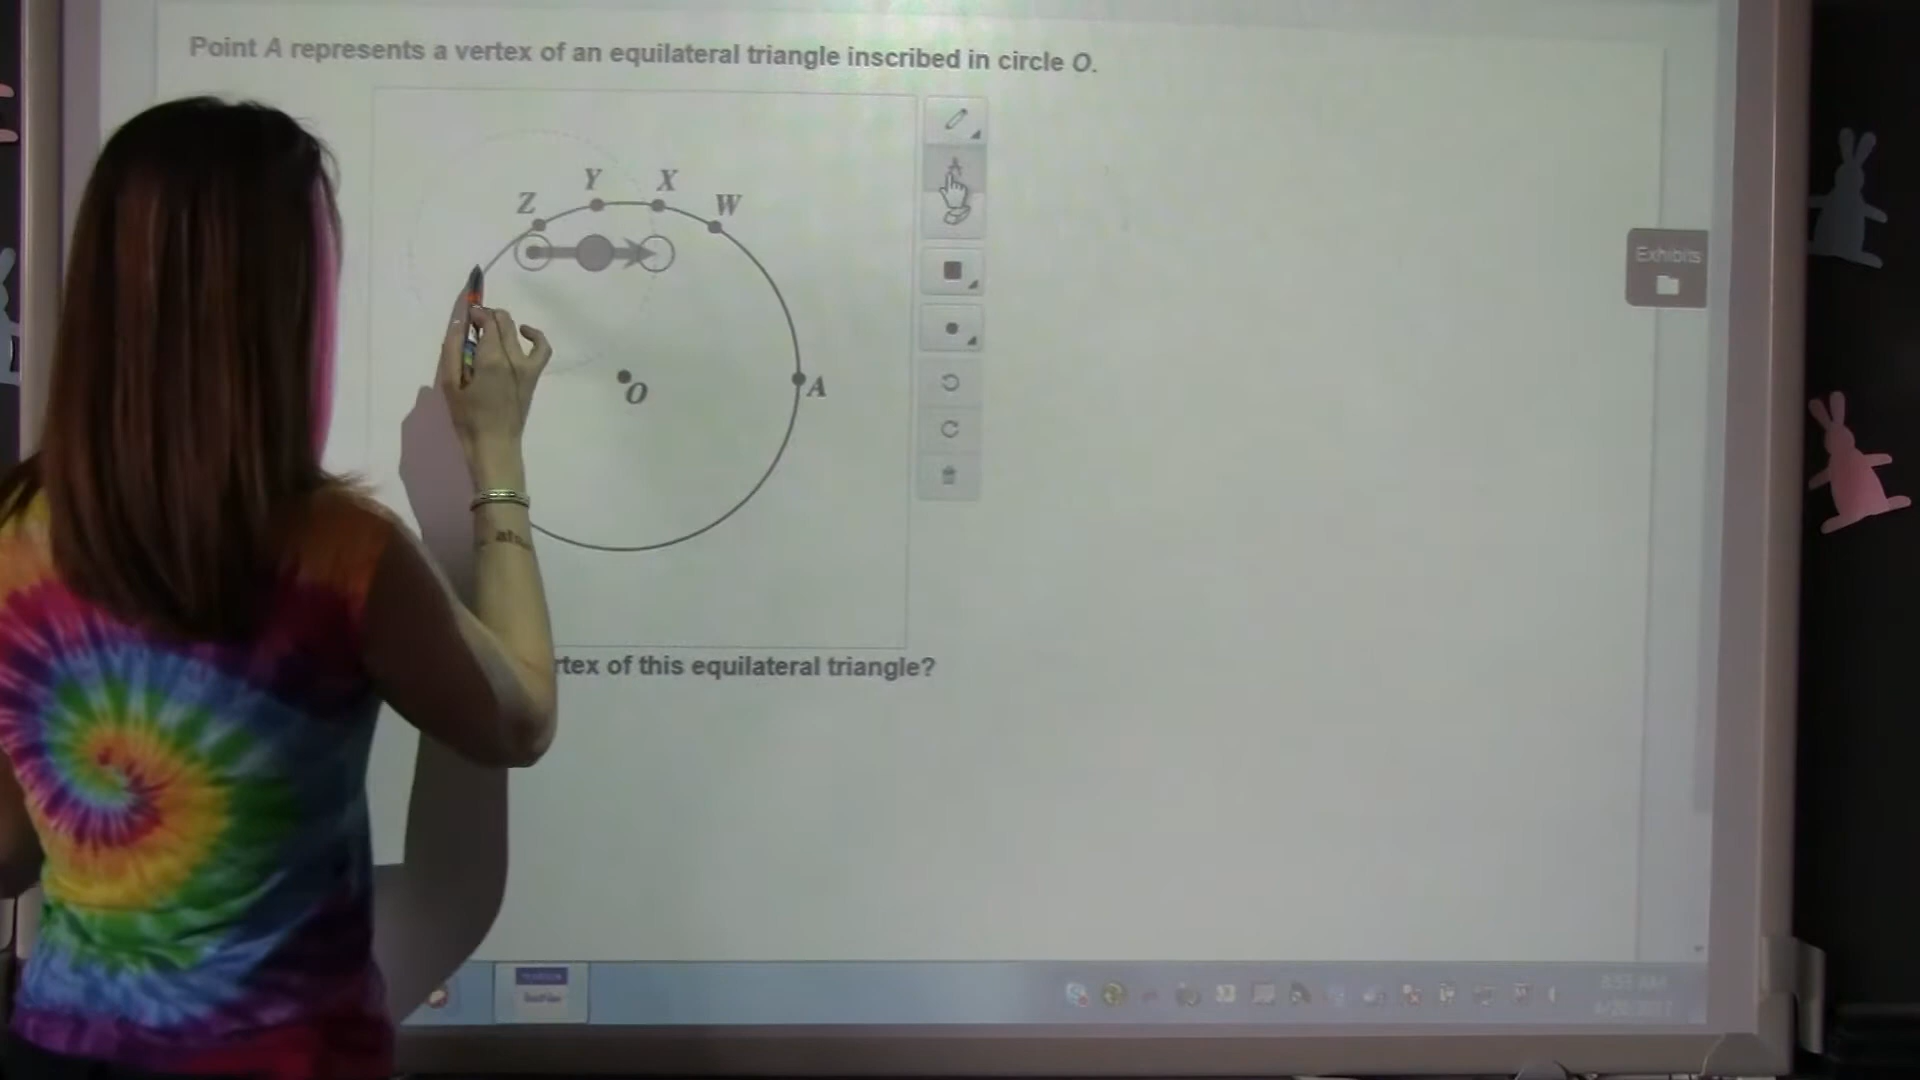 Point A represents a vertex of an equilateral triangle inscribed in circle O.
Y X
Z W
Exhibits
O A
rtex of this equilateral triangle?